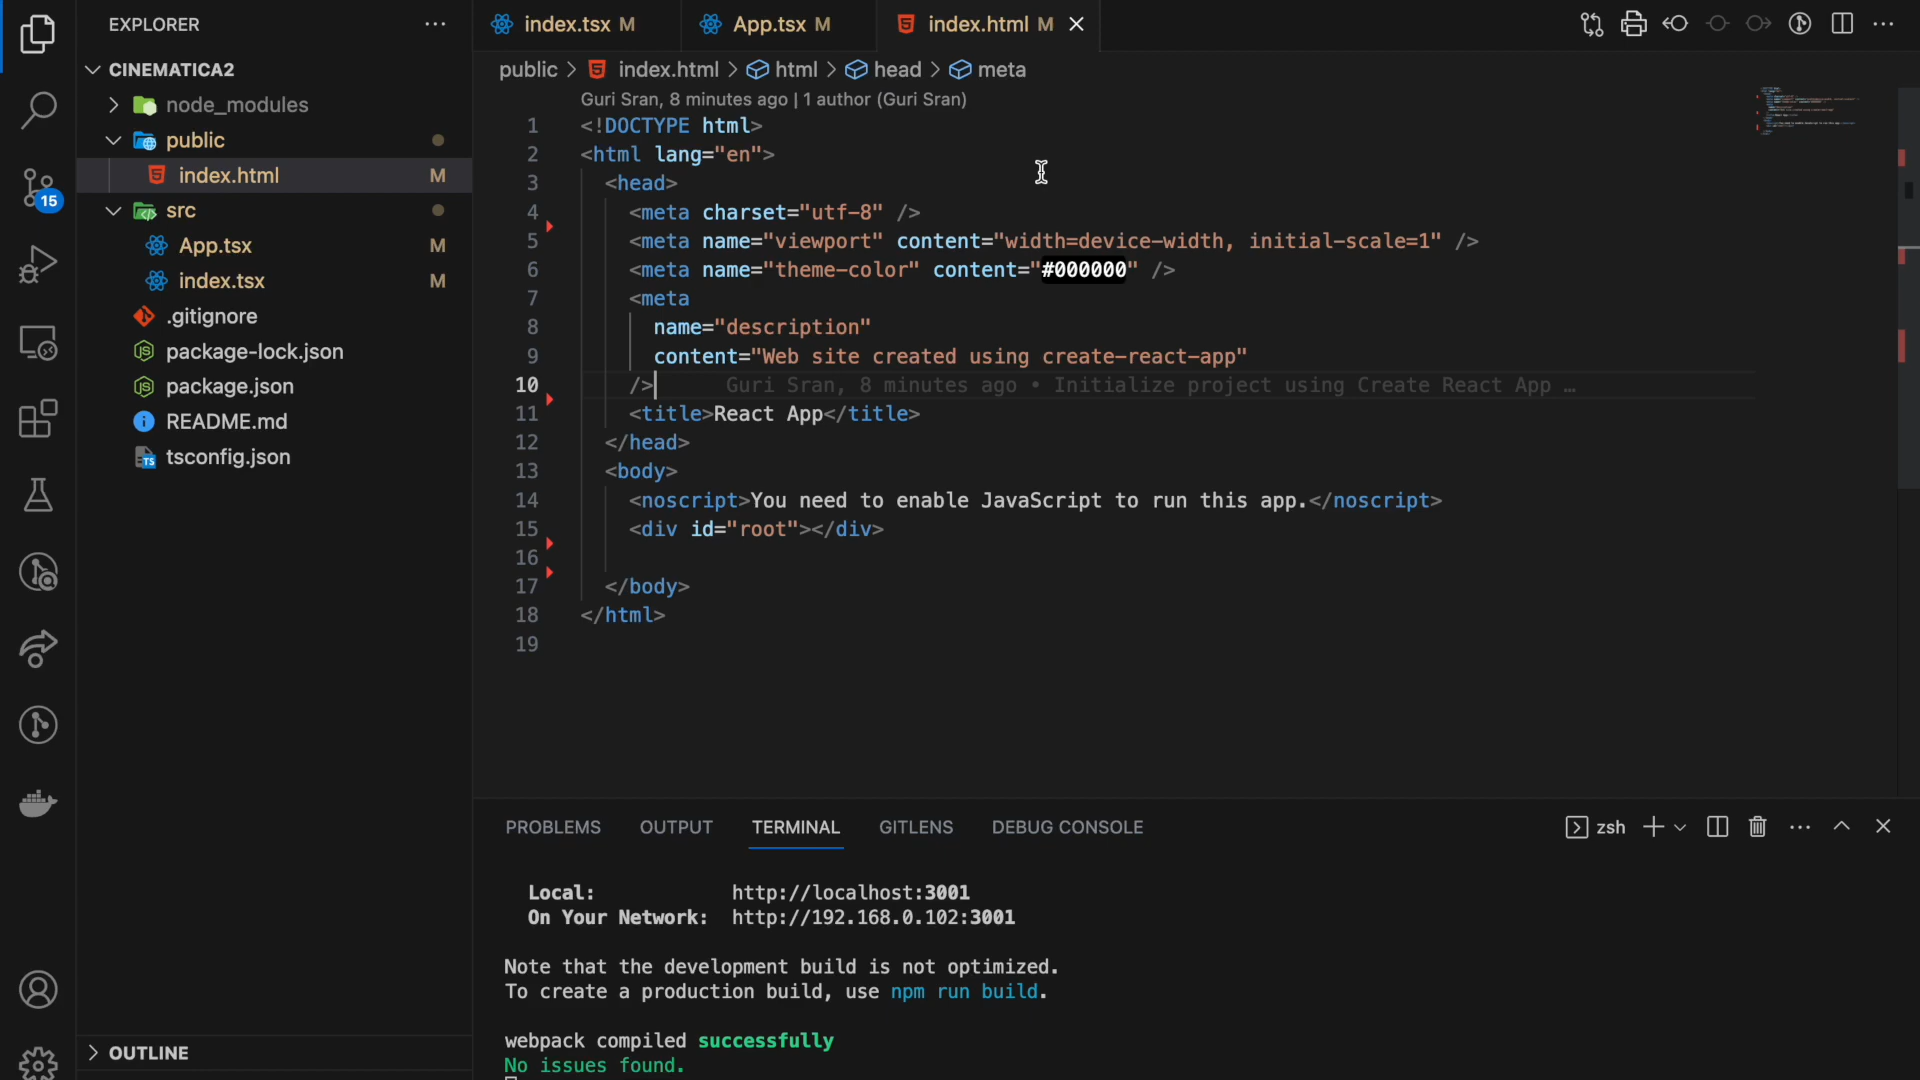 EXPLORER
CINEMATICA2
node_modules
public
index.html M
src
App.tsx M
index.tsx M
.gitignore
package-lock.json
package.json
README.md
tsconfig.json
OUTLINE
15
index.tsx M
App.tsx M
index.html M
public > index.html > html > head > meta
Guri Sran, 8 minutes ago | 1 author (Guri Sran)
1 <!DOCTYPE html>
2 <html lang="en">
3 <head>
4 <meta charset="utf-8" />
5 <meta name="viewport" content="width=device-width, initial-scale=1" />
6 <meta name="theme-color" content="#000000" />
7 <meta
8 name="description"
9 content="Web site created using create-react-app"
10 /> Guri Sran, 8 minutes ago • Initialize project using Create React App …
11 <title>React App</title>
12 </head>
13 <body>
14 <noscript>You need to enable JavaScript to run this app.</noscript>
15 <div id="root"></div>
16
17 </body>
18 </html>
19
PROBLEMS OUTPUT TERMINAL GITLENS DEBUG CONSOLE
zsh
Local: http://localhost:3001
On Your Network: http://192.168.0.102:3001
Note that the development build is not optimized.
To create a production build, use npm run build.
webpack compiled successfully
No issues found.